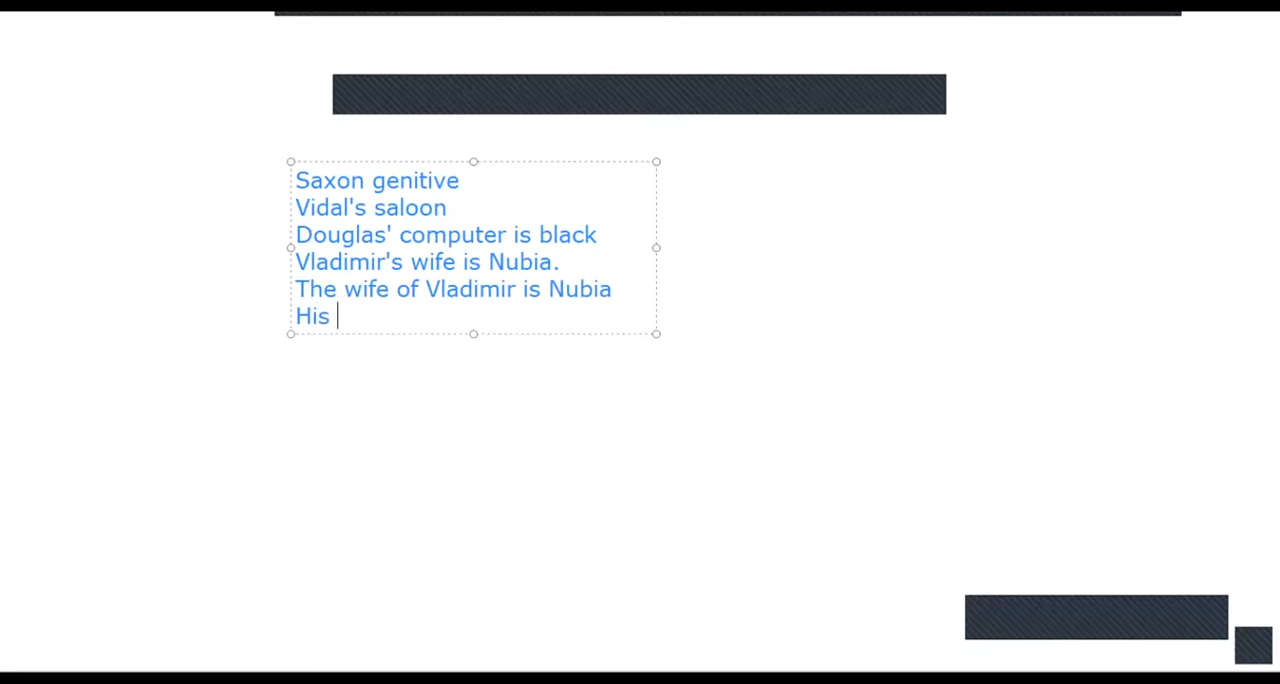 Saxon genitive
Vidal's saloon
Douglas' computer is black
Vladimir's wife is Nubia.
The wife of Vladimir is Nubia
His